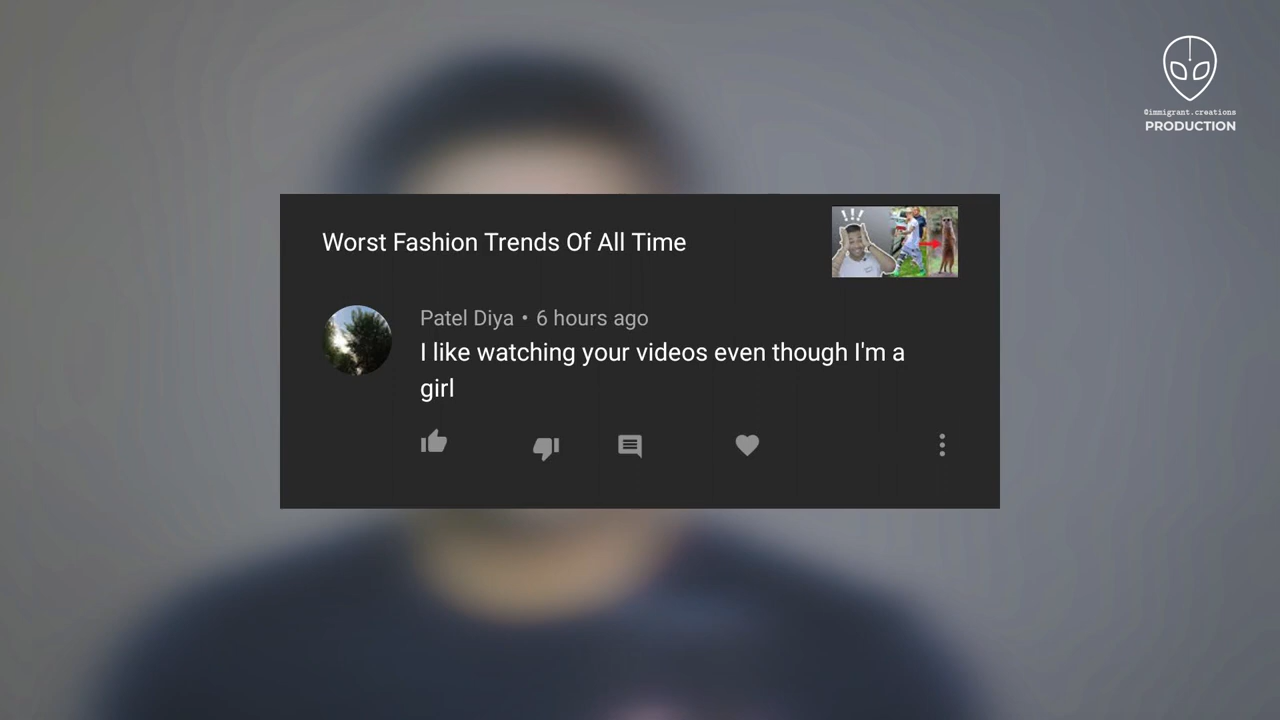 ©immigrant.creations
PRODUCTION
Worst Fashion Trends Of All Time
!!!
Patel Diya • 6 hours ago
I like watching your videos even though I'm a
girl